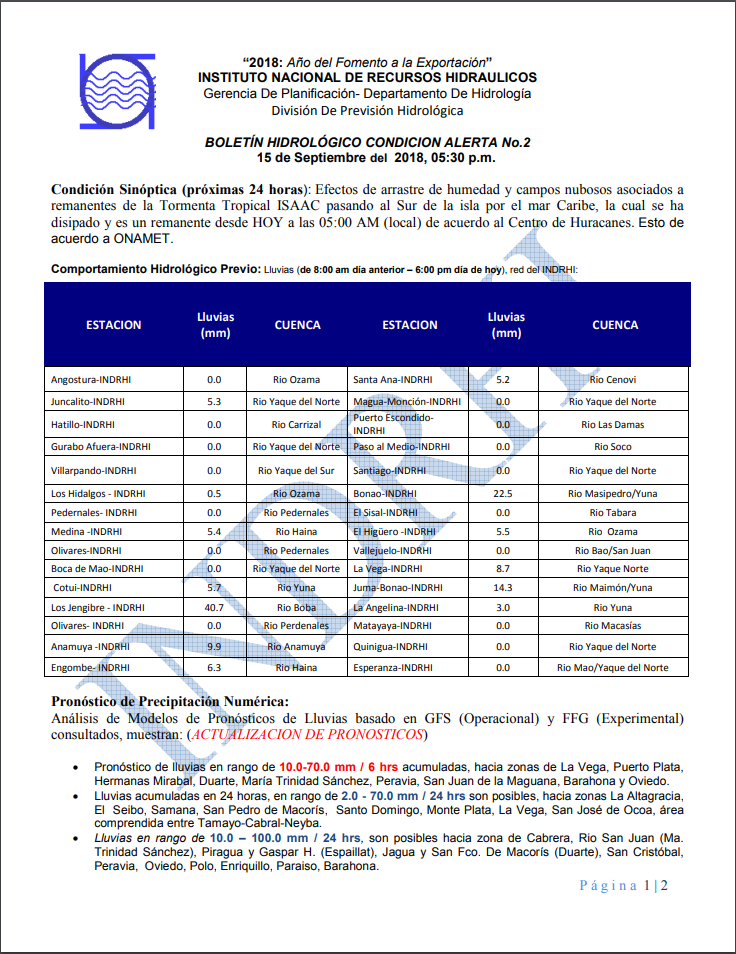 “2018: Año del Fomento a la Exportación”
INSTITUTO NACIONAL DE RECURSOS HIDRAULICOS
Gerencia De Planificación- Departamento De Hidrología
División De Previsión Hidrológica
BOLETÍN HIDROLÓGICO CONDICION ALERTA No.2
15 de Septiembre del 2018, 05:30 p.m.
Condición Sinóptica (próximas 24 horas): Efectos de arrastre de humedad y campos nubosos asociados a
remanentes de la Tormenta Tropical ISAAC pasando al Sur de la isla por el mar Caribe, la cual se ha
disipado y es un remanente desde HOY a las 05:00 AM (local) de acuerdo al Centro de Huracanes. Esto de
acuerdo a ONAMET.
Comportamiento Hidrológico Previo: Lluvias (de 8:00 am día anterior – 6:00 pm día de hoy), red del INDRHI:
ESTACION Lluvias (mm) CUENCA ESTACION Lluvias (mm) CUENCA
Angostura-INDRHI 0.0 Rio Ozama Santa Ana-INDRHI 5.2 Rio Cenovi
Juncalito-INDRHI 5.3 Rio Yaque del Norte Magua-Monción-INDRHI 0.0 Rio Yaque del Norte
Hatillo-INDRHI 0.0 Rio Carrizal Puerto Escondido-INDRHI 0.0 Rio Las Damas
Gurabo Afuera-INDRHI 0.0 Rio Yaque del Norte Paso al Medio-INDRHI 0.0 Rio Soco
Villarpando-INDRHI 0.0 Rio Yaque del Sur Santiago-INDRHI 0.0 Rio Yaque del Norte
Los Hidalgos - INDRHI 0.5 Rio Ozama Bonao-INDRHI 22.5 Rio Masipedro/Yuna
Pedernales- INDRHI 0.0 Rio Pedernales El Sisal-INDRHI 0.0 Rio Tabara
Medina -INDRHI 5.4 Rio Haina El Higüero -INDRHI 5.5 Rio Ozama
Olivares-INDRHI 0.0 Rio Pedernales Vallejuelo-INDRHI 0.0 Rio Bao/San Juan
Boca de Mao-INDRHI 0.0 Rio Yaque del Norte La Vega-INDRHI 8.7 Rio Yaque Norte
Cotui-INDRHI 5.7 Rio Yuna Juma-Bonao-INDRHI 14.3 Rio Maimón/Yuna
Los Jengibre - INDRHI 40.7 Rio Boba La Angelina-INDRHI 3.0 Rio Yuna
Olivares- INDRHI 0.0 Rio Perdenales Matayaya-INDRHI 0.0 Rio Macasías
Anamuya -INDRHI 9.9 Rio Anamuya Quinigua-INDRHI 0.0 Rio Yaque del Norte
Engombe- INDRHI 6.3 Rio Haina Esperanza-INDRHI 0.0 Rio Mao/Yaque del Norte
INDRHI
Pronóstico de Precipitación Numérica:
Análisis de Modelos de Pronósticos de Lluvias basado en GFS (Operacional) y FFG (Experimental)
consultados, muestran: (ACTUALIZACION DE PRONOSTICOS)
• Pronóstico de lluvias en rango de 10.0-70.0 mm / 6 hrs acumuladas, hacia zonas de La Vega, Puerto Plata,
Hermanas Mirabal, Duarte, María Trinidad Sánchez, Peravia, San Juan de la Maguana, Barahona y Oviedo.
• Lluvias acumuladas en 24 horas, en rango de 2.0 - 70.0 mm / 24 hrs son posibles, hacia zonas La Altagracia,
El Seibo, Samana, San Pedro de Macorís, Santo Domingo, Monte Plata, La Vega, San José de Ocoa, área
comprendida entre Tamayo-Cabral-Neyba.
• Lluvias en rango de 10.0 – 100.0 mm / 24 hrs, son posibles hacia zona de Cabrera, Rio San Juan (Ma.
Trinidad Sánchez), Piragua y Gaspar H. (Espaillat), Jagua y San Fco. De Macorís (Duarte), San Cristóbal,
Peravia, Oviedo, Polo, Enriquillo, Paraiso, Barahona.
Página 1 | 2